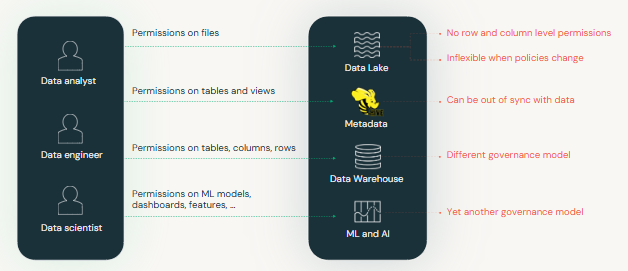 Permissions on files
No row and column level permissions
Inflexible when policies change
Data Lake
Data analyst
Permissions on tables and views
Can be out of sync with data
Metadata
Data engineer
Permissions on tables, columns, rows
Different governance model
Data Warehouse
Permissions on ML models,
dashboards, features, ...
Yet another governance model
Data scientist
ML and AI